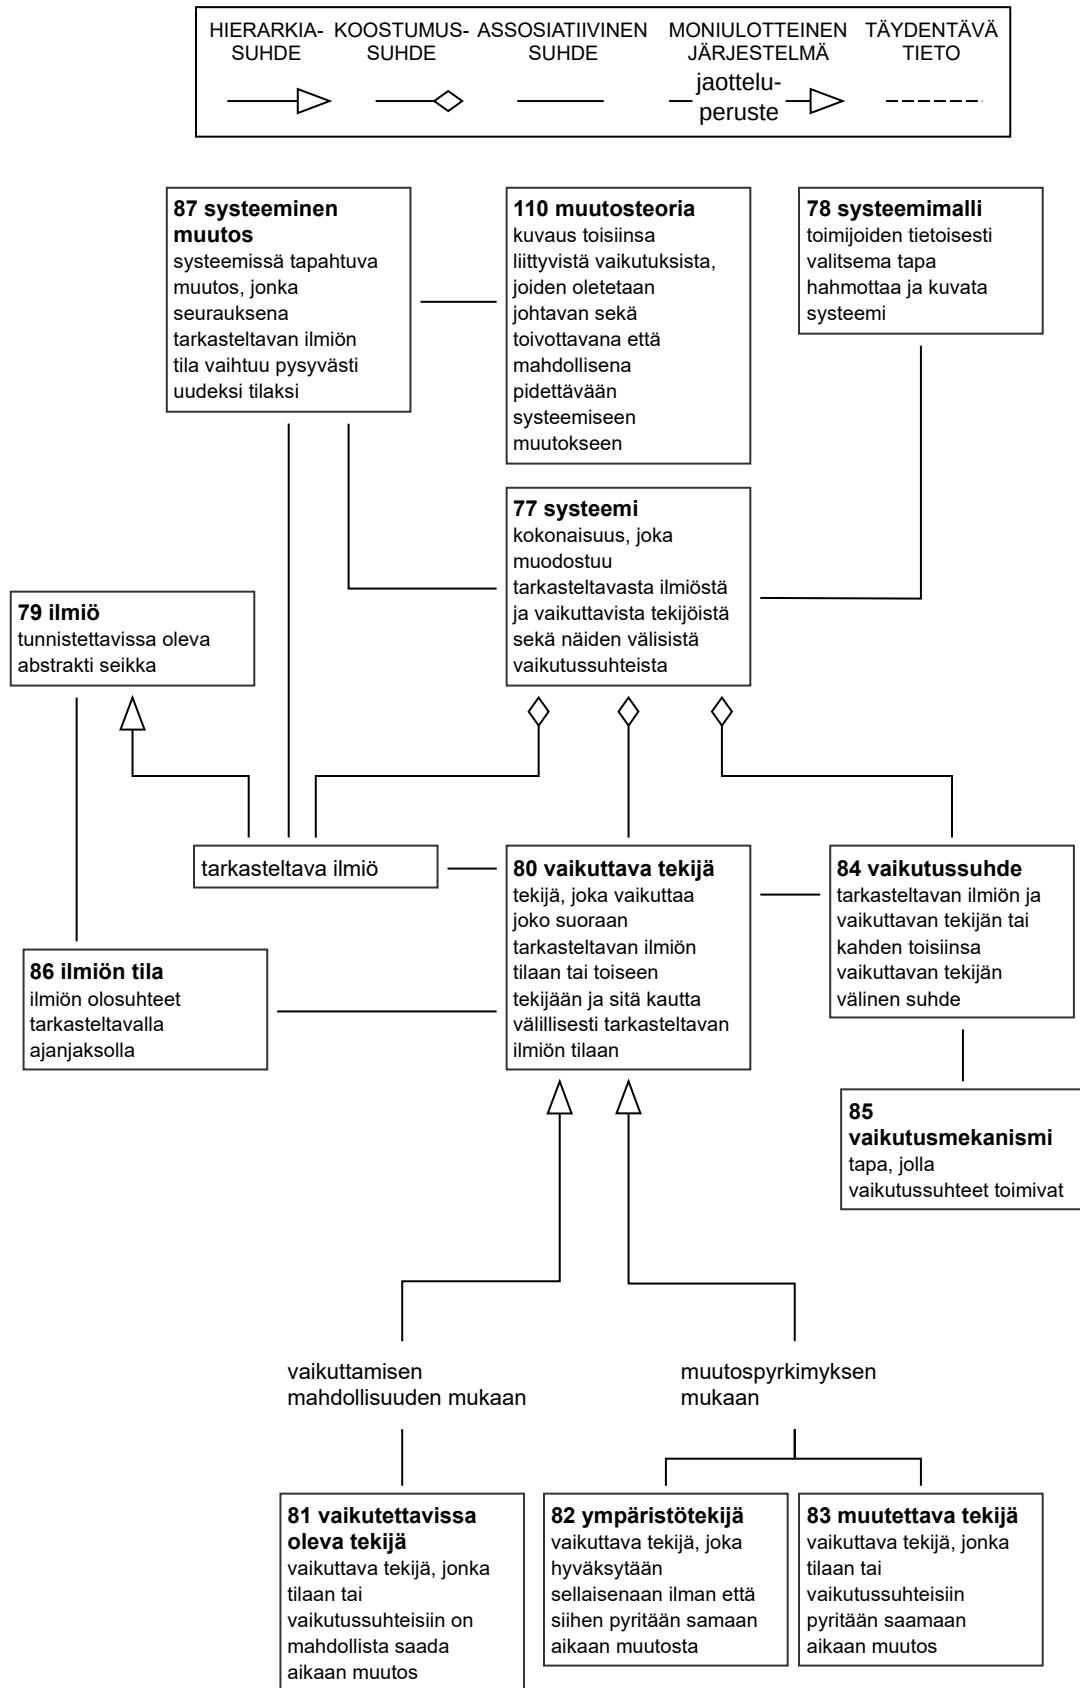 HIERARKIA-
SUHDE
KOOSTUMUS-
SUHDE
ASSOSIATIIVINEN
SUHDE
MONIULOTTEINEN
JÄRJESTELMÄ
jaottelu-
peruste
TÄYDENTÄVÄ
TIETO
87 systeeminen
muutos
systeemissä tapahtuva
muutos, jonka
seurauksena
tarkasteltavan ilmiön
tila vaihtuu pysyvästi
uudeksi tilaksi
110 muutosteoria
kuvaus toisiinsa
liittyvistä vaikutuksista,
joiden oletetaan
johtavan sekä
toivottavana että
mahdollisena
pidettävään
systeemiseen
muutokseen
78 systeemimalli
toimijoiden tietoisesti
valitsema tapa
hahmottaa ja kuvata
systeemi
77 systeemi
kokonaisuus, joka
muodostuu
tarkasteltavasta ilmiöstä
ja vaikuttavista tekijöistä
sekä näiden välisistä
vaikutussuhteista
79 ilmiö
tunnistettavissa oleva
abstrakti seikka
tarkasteltava ilmiö
80 vaikuttava tekijä
tekijä, joka vaikuttaa
joko suoraan
tarkasteltavan ilmiön
tilaan tai toiseen
tekijään ja sitä kautta
välillisesti tarkasteltavan
ilmiön tilaan
84 vaikutussuhde
tarkasteltavan ilmiön ja
vaikuttavan tekijän tai
kahden toisiinsa
vaikuttavan tekijän
välinen suhde
86 ilmiön tila
ilmiön olosuhteet
tarkasteltavalla
ajanjaksolla
85
vaikutusmekanismi
tapa, jolla
vaikutussuhteet toimivat
vaikuttamisen
mahdollisuuden mukaan
muutospyrkimyksen
mukaan
81 vaikutettavissa
oleva tekijä
vaikuttava tekijä, jonka
tilaan tai
vaikutussuhteisiin on
mahdollista saada
aikaan muutos
82 ympäristötekijä
vaikuttava tekijä, joka
hyväksytään
sellaisenaan ilman että
siihen pyritään samaan
aikaan muutosta
83 muutettava tekijä
vaikuttava tekijä, jonka
tilaan tai
vaikutussuhteisiin
pyritään saamaan
aikaan muutos